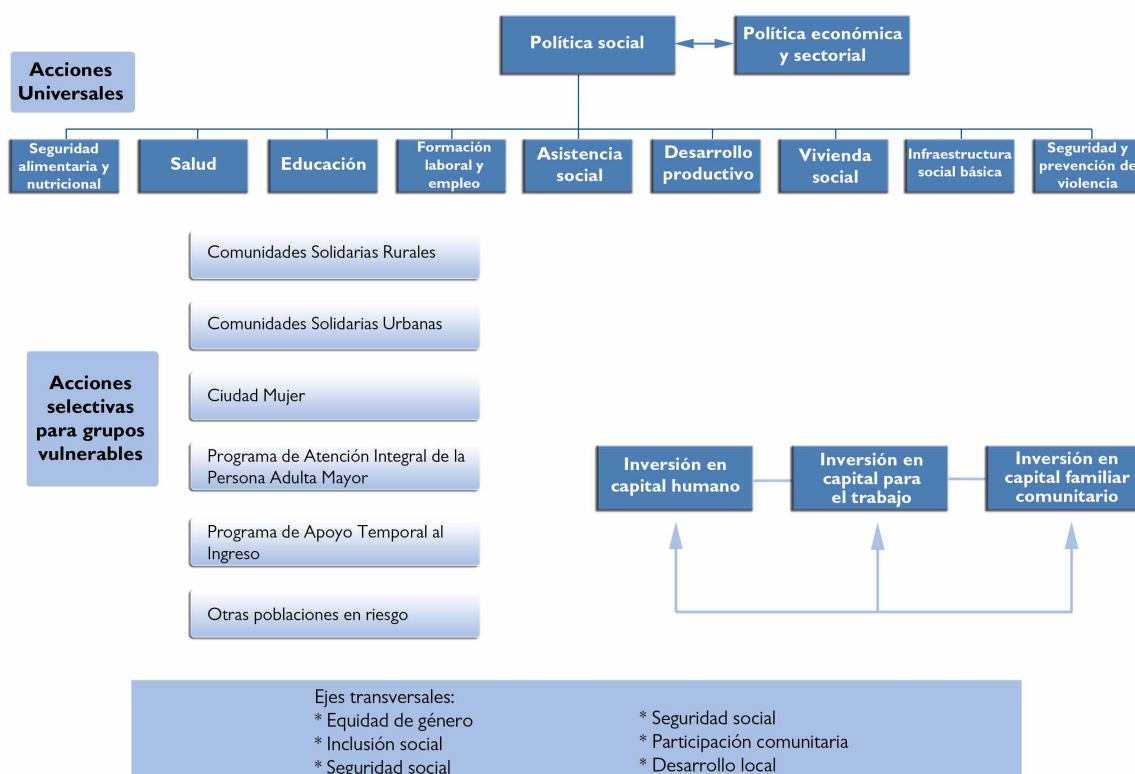 Política social
Política económica
y sectorial
Acciones
Universales
Seguridad
alimentaria y
nutricional
Salud
Educación
Formación
laboral y
empleo
Asistencia
social
Desarrollo
productivo
Vivienda
social
Infraestructura
social básica
Seguridad y
prevención de
violencia
Acciones
selectivas
para grupos
vulnerables
Comunidades Solidarias Rurales
Comunidades Solidarias Urbanas
Ciudad Mujer
Programa de Atención Integral de la
Persona Adulta Mayor
Programa de Apoyo Temporal al
Ingreso
Otras poblaciones en riesgo
Inversión en
capital humano
Inversión en
capital para
el trabajo
Inversión en
capital familiar
comunitario
Ejes transversales:
* Equidad de género
* Inclusión social
* Seguridad social
* Seguridad social
* Participación comunitaria
* Desarrollo local